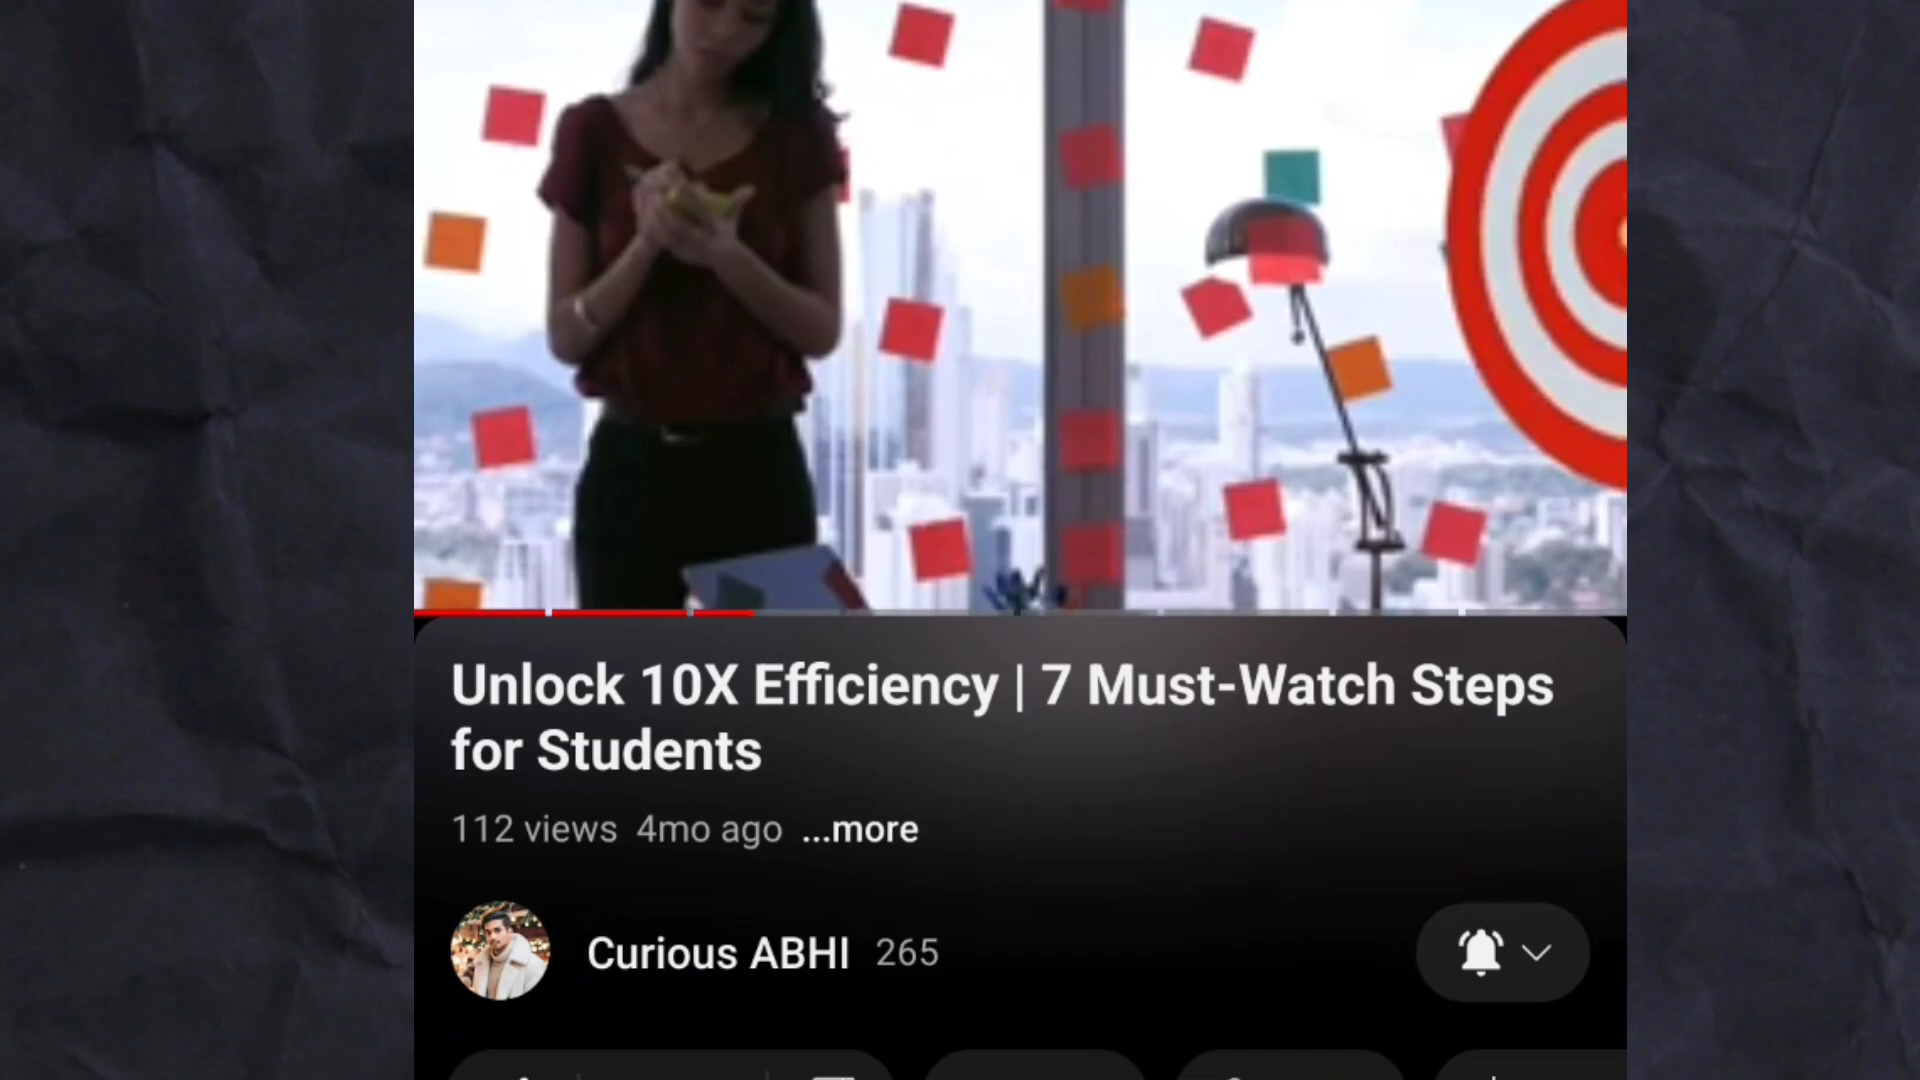 Unlock 10X Efficiency | 7 Must-Watch Steps
for Students
112 views 4mo ago ...more
Curious ABHI 265